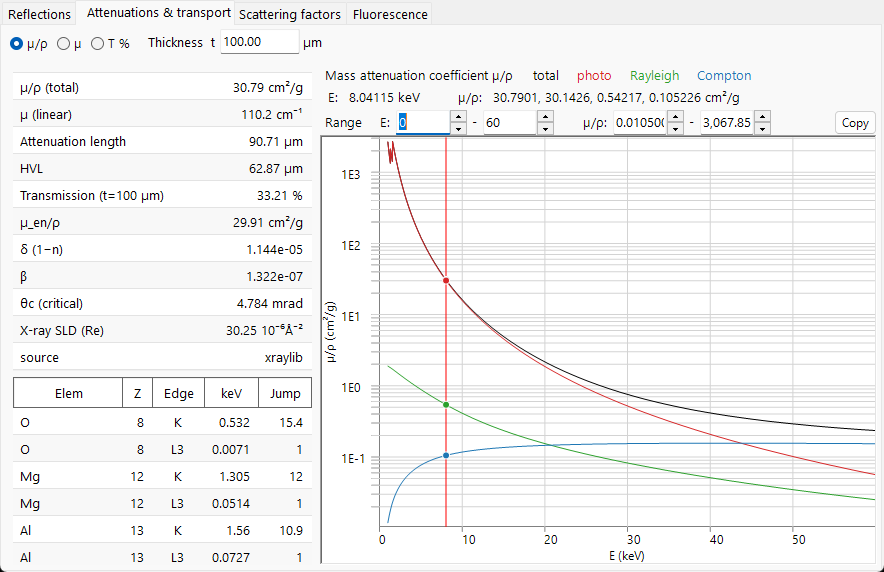 Reflections Attenuations & transport Scattering factors Fluorescence
μ/ρ μ T % Thickness t 100.00 μm
μ/ρ (total) 30.79 cm²/g
μ (linear) 110.2 cm⁻¹
Attenuation length 90.71 μm
HVL 62.87 μm
Transmission (t=100 μm) 33.21 %
μ_en/ρ 29.91 cm²/g
δ (1−n) 1.144e-05
β 1.322e-07
θc (critical) 4.784 mrad
X-ray SLD (Re) 30.25 10⁻⁶Å⁻²
source xraylib
Elem Z Edge keV Jump
O 8 K 0.532 15.4
O 8 L3 0.0071 1
Mg 12 K 1.305 12
Mg 12 L3 0.0514 1
Al 13 K 1.56 10.9
Al 13 L3 0.0727 1
Mass attenuation coefficient μ/ρ total photo Rayleigh Compton
E: 8.04115 keV μ/ρ: 30.7901, 30.1426, 0.54217, 0.105226 cm²/g
Range E: 0 - 60 μ/ρ: 0.01050 - 3,067.85 Copy
μ/ρ (cm²/g)
1E3
1E2
1E1
1E0
1E-1
0 10 20 30 40 50
E (keV)